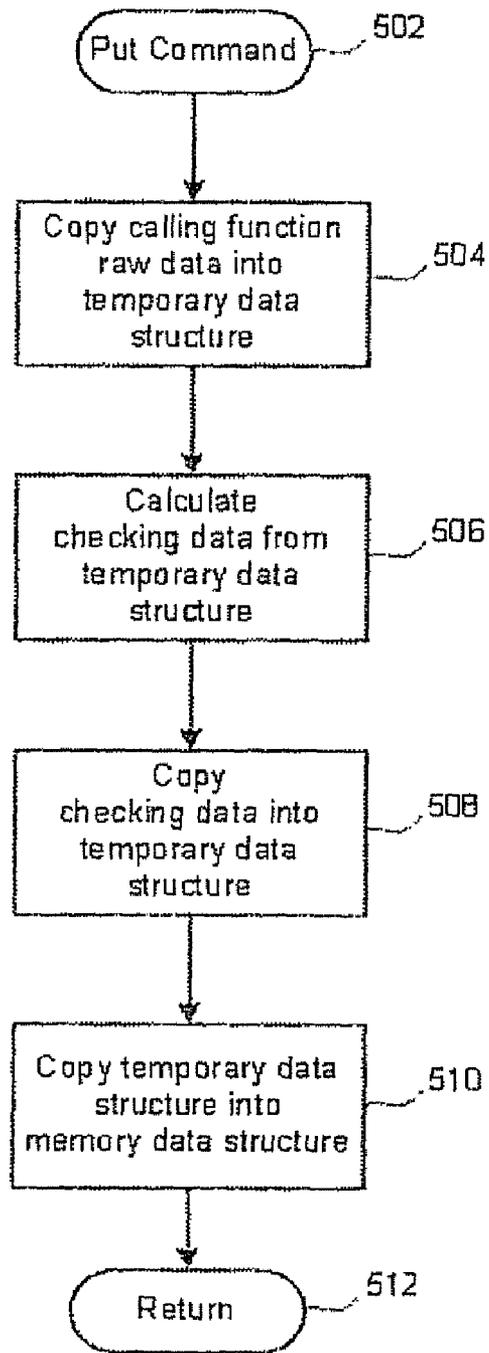 Put Command
502
Copy calling function
raw data into
temporary data
structure
504
Calculate
checking data from
temporary data
structure
506
Copy
checking data into
temporary data
structure
508
Copy temporary data
structure into
memory data structure
510
Return
512